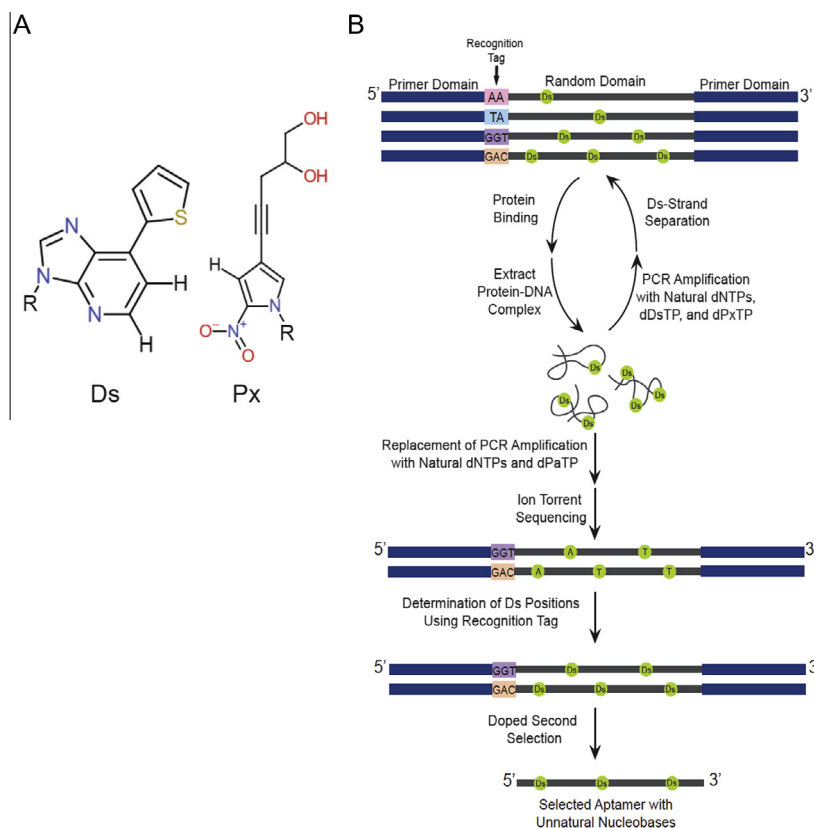 A
N
N
R
N
S
H
H
Ds
OH
OH
H
N
R
N⁺
O⁻
O
Px
B
Recognition
Tag
5’
Primer Domain
Random Domain
Primer Domain
3’
AA
Ds
TA
Ds
GGT
Ds
Ds
GAC
Ds
Ds
Ds
Protein
Binding
Ds-Strand
Separation
Extract
Protein-DNA
Complex
PCR Amplification
with Natural dNTPs,
dDsTP, and dPxTP
Ds
Ds
Ds
Ds
Ds
Ds
Replacement of PCR Amplification
with Natural dNTPs and dPaTP
Ion Torrent
Sequencing
5’
3’
GGT
A
T
GAC
A
T
T
Determination of Ds Positions
Using Recognition Tag
5’
3’
GGT
Ds
Ds
GAC
Ds
Ds
Ds
Doped Second
Selection
5’
Ds
Ds
Ds
3’
Selected Aptamer with
Unnatural Nucleobases